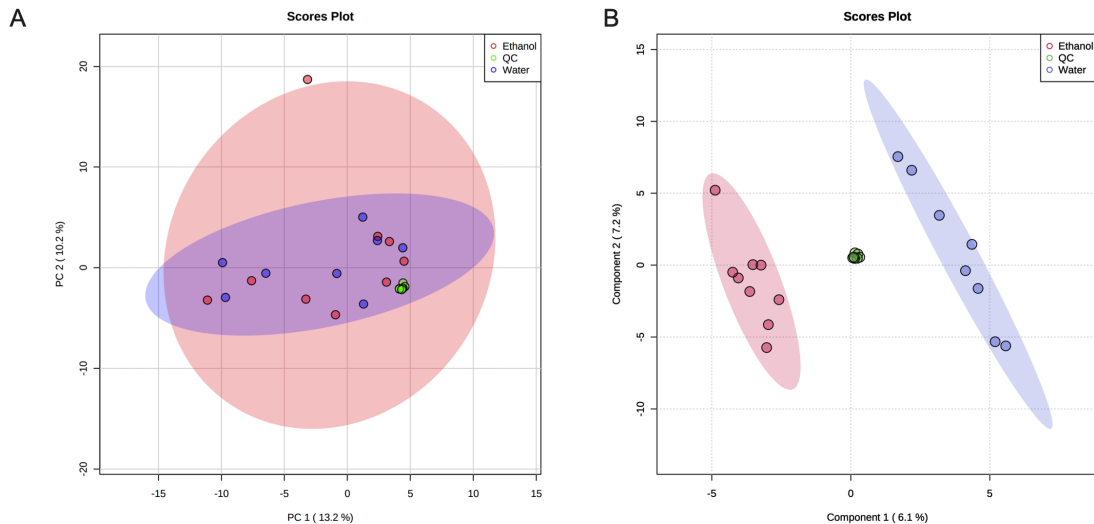 A
Scores Plot
Ethanol
QC
Water
PC 2 ( 10.2 %)
20
10
0
-10
-20
-15
-10
-5
0
5
10
15
PC 1 ( 13.2 %)
B
Scores Plot
Ethanol
QC
Water
Component 2 ( 7.2 %)
15
10
5
0
-5
-10
-5
0
5
Component 1 ( 6.1 %)